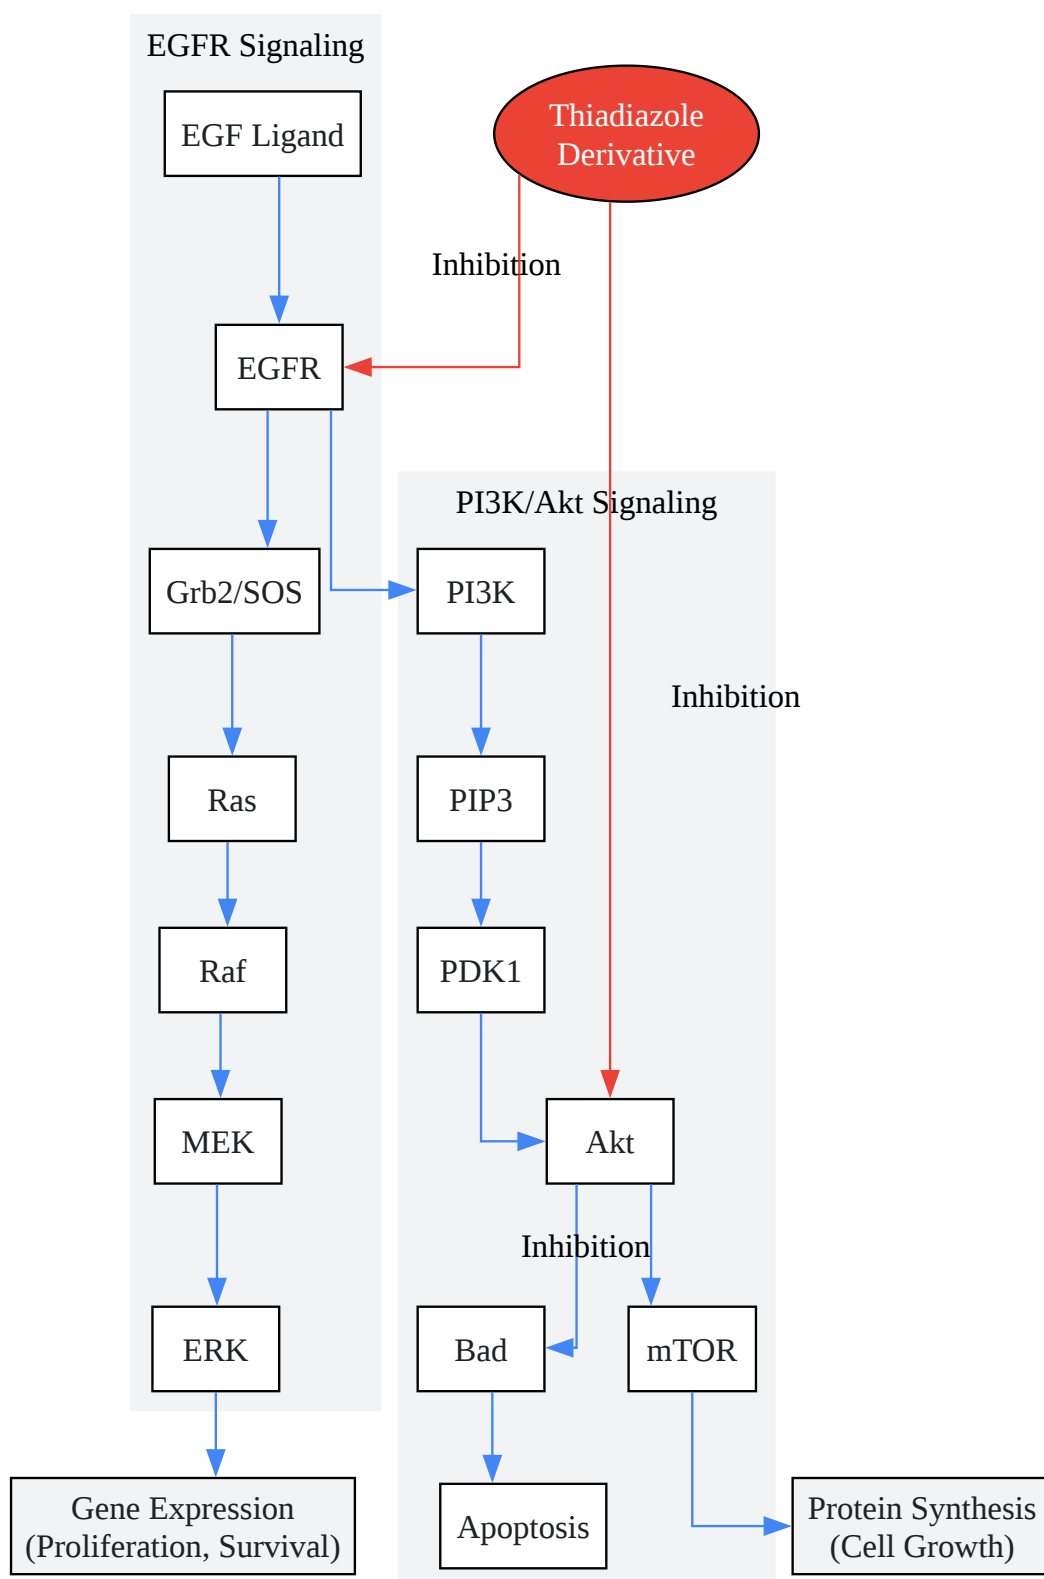 EGFR Signaling
EGF Ligand
Thiadiazole
Derivative
Inhibition
EGFR
PI3K/Akt Signaling
Grb2/SOS
PI3K
Inhibition
Ras
PIP3
Raf
PDK1
MEK
Akt
Inhibition
ERK
Bad
mTOR
Gene Expression
(Proliferation, Survival)
Apoptosis
Protein Synthesis
(Cell Growth)